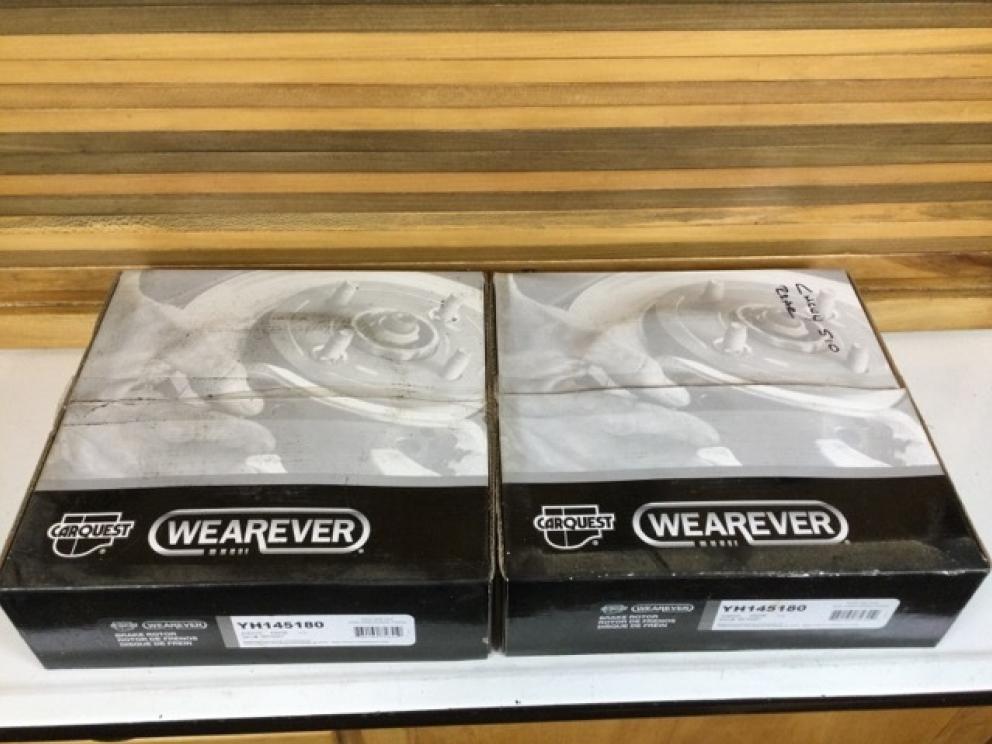 CARQUEST WEAREVER
WEAREVER
BRAKE ROTOR
ROTOR DE FRENOS
DISQUE DE FREIN
YH145180
Chevy S10
Rear
CARQUEST WEAREVER
WEAREVER
BRAKE ROTOR
ROTOR DE FRENOS
DISQUE DE FREIN
YH145180